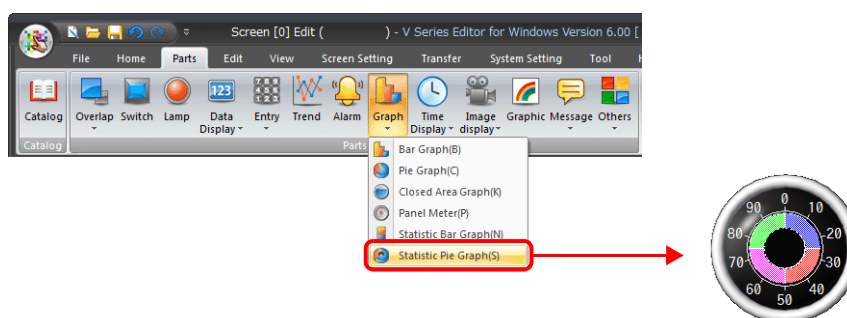 Screen [0] Edit ( ) - V Series Editor for Windows Version 6.00 [
File Home Parts Edit View Screen Setting Transfer System Setting Tool
Catalog Overlap Switch Lamp Data Display Entry Trend Alarm Graph Time Display Image display Graphic Message Others
Catalog Parts
Bar Graph(B)
Pie Graph(C)
Closed Area Graph(K)
Panel Meter(P)
Statistic Bar Graph(N)
Statistic Pie Graph(S)
0
90 10
80 20
70 30
60 40
50